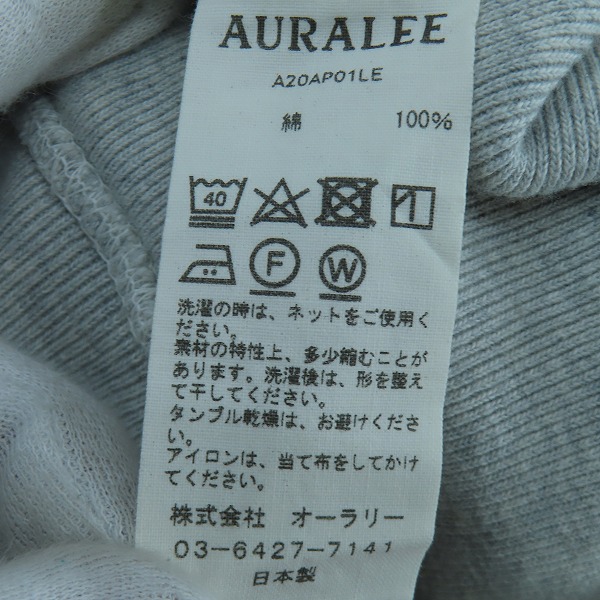 AURALEE
A20AP01LE
綿 100%
40
F W
洗濯の時は、ネットをご使用く
ださい。
素材の特性上、多少縮むことが
あります。洗濯後は、形を整え
て干してください。
タンブル乾燥は、お避けくださ
い。
アイロンは、当て布をしてかけ
てください。
株式会社 オーラリー
03-6427-7141
日本製